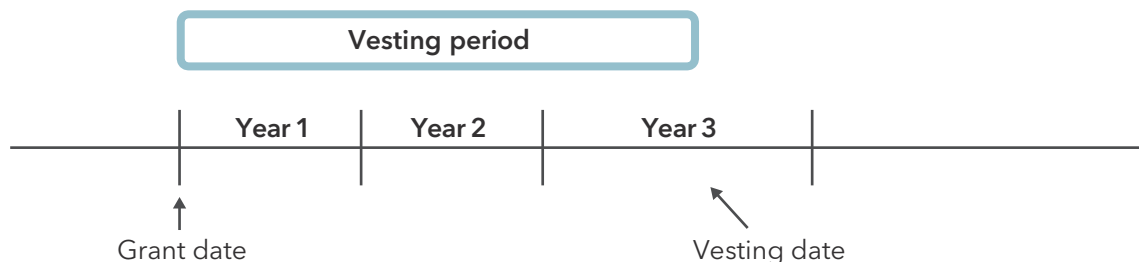 Vesting period
Year 1
Year 2
Year 3
Grant date
Vesting date